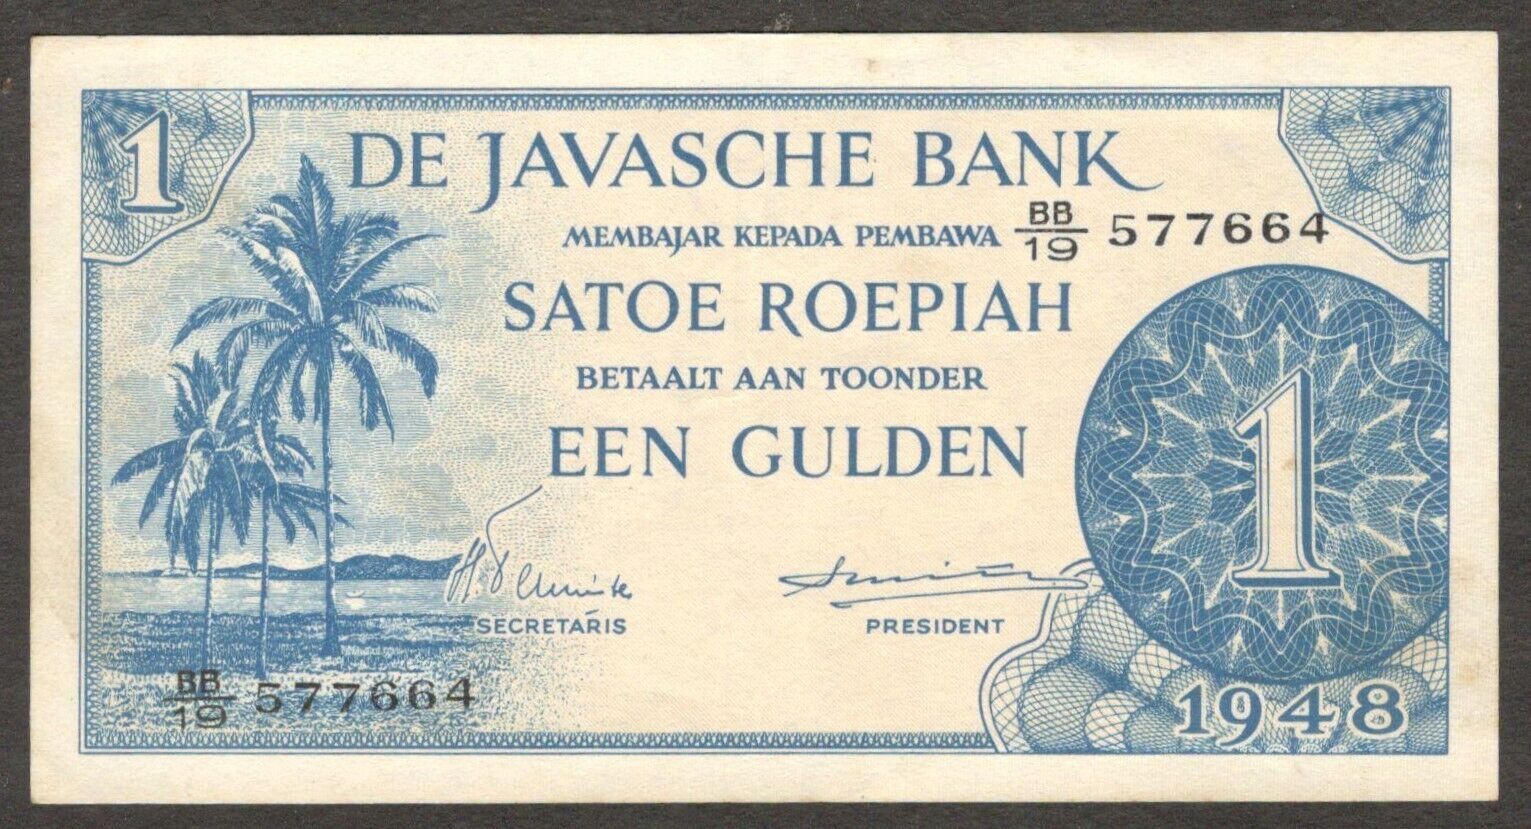 1
DE JAVASCHE BANK
MEMBAJAR KEPADA PEMBAWA
BB/19 577664
SATOE ROEPIAH
BETAALT AAN TOONDER
EEN GULDEN
1
SECRETARIS
PRESIDENT
BB/19 577664
1948